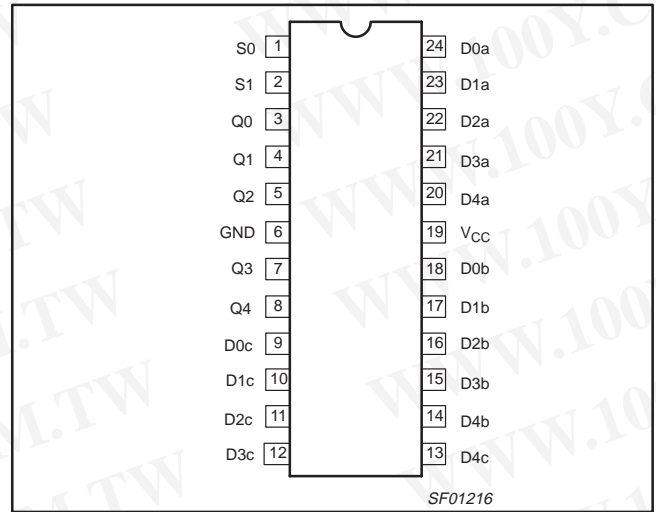 S0 1 24 D0a
S1 2 23 D1a
Q0 3 22 D2a
Q1 4 21 D3a
Q2 5 20 D4a
GND 6 19 VCC
Q3 7 18 D0b
Q4 8 17 D1b
D0c 9 16 D2b
D1c 10 15 D3b
D2c 11 14 D4b
D3c 12 13 D4c
SF01216